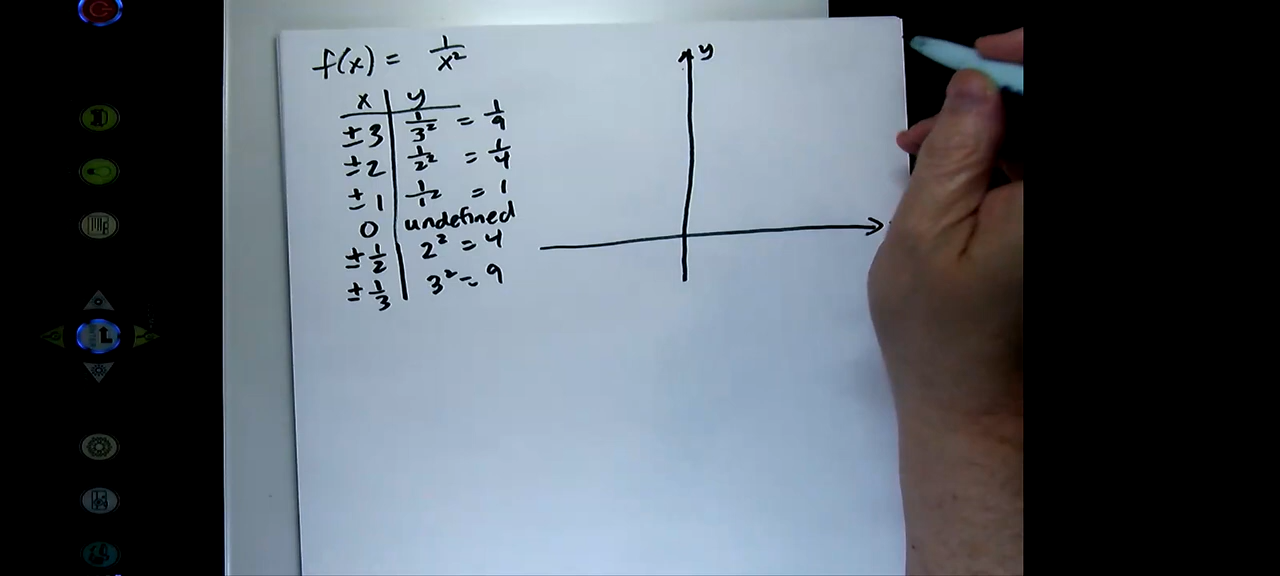 f(x) = 1/x²
x | y
±3 | 1/3² = 1/9
±2 | 1/2² = 1/4
±1 | 1/1² = 1
0 | undefined
±1/2 | 2² = 4
±1/3 | 3² = 9
y